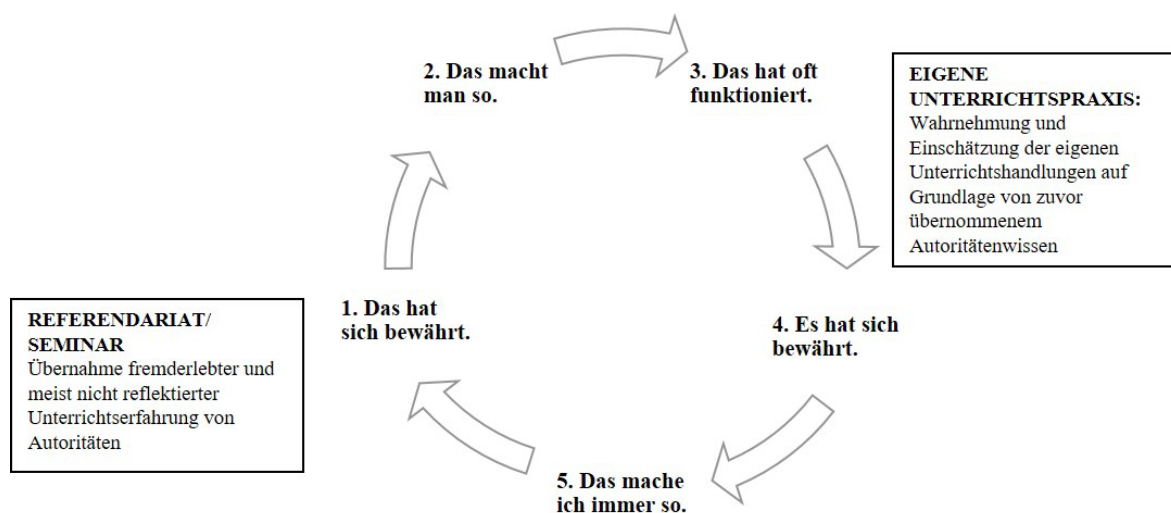 2. Das macht
man so.
3. Das hat oft
funktioniert.
EIGENE
UNTERRICHTSPRAXIS:
Wahrnehmung und
Einschätzung der eigenen
Unterrichtshandlungen auf
Grundlage von zuvor
übernommenem
Autoritätenwissen
REFERENDARIAT/
SEMINAR
Übernahme fremderlebter und
meist nicht reflektierter
Unterrichtserfahrung von
Autoritäten
1. Das hat
sich bewährt.
4. Es hat sich
bewährt.
5. Das mache
ich immer so.